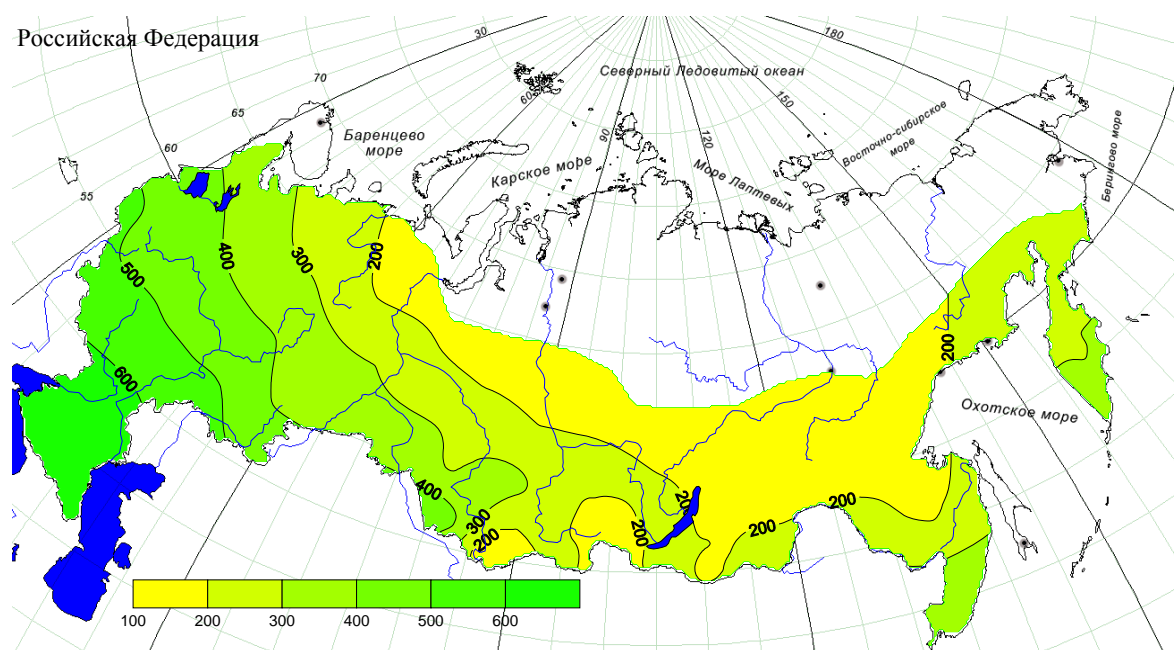 Российская Федерация
30
180
Северный Ледовитый океан
70
60
150
65
90
120
Баренцево
море
Восточно-сибирское
море
Берингово море
60
Карское море
Море Лаптевых
55
500
400
300
200
200
600
Охотское море
400
300
200
200
200
200
200
100
200
300
400
500
600